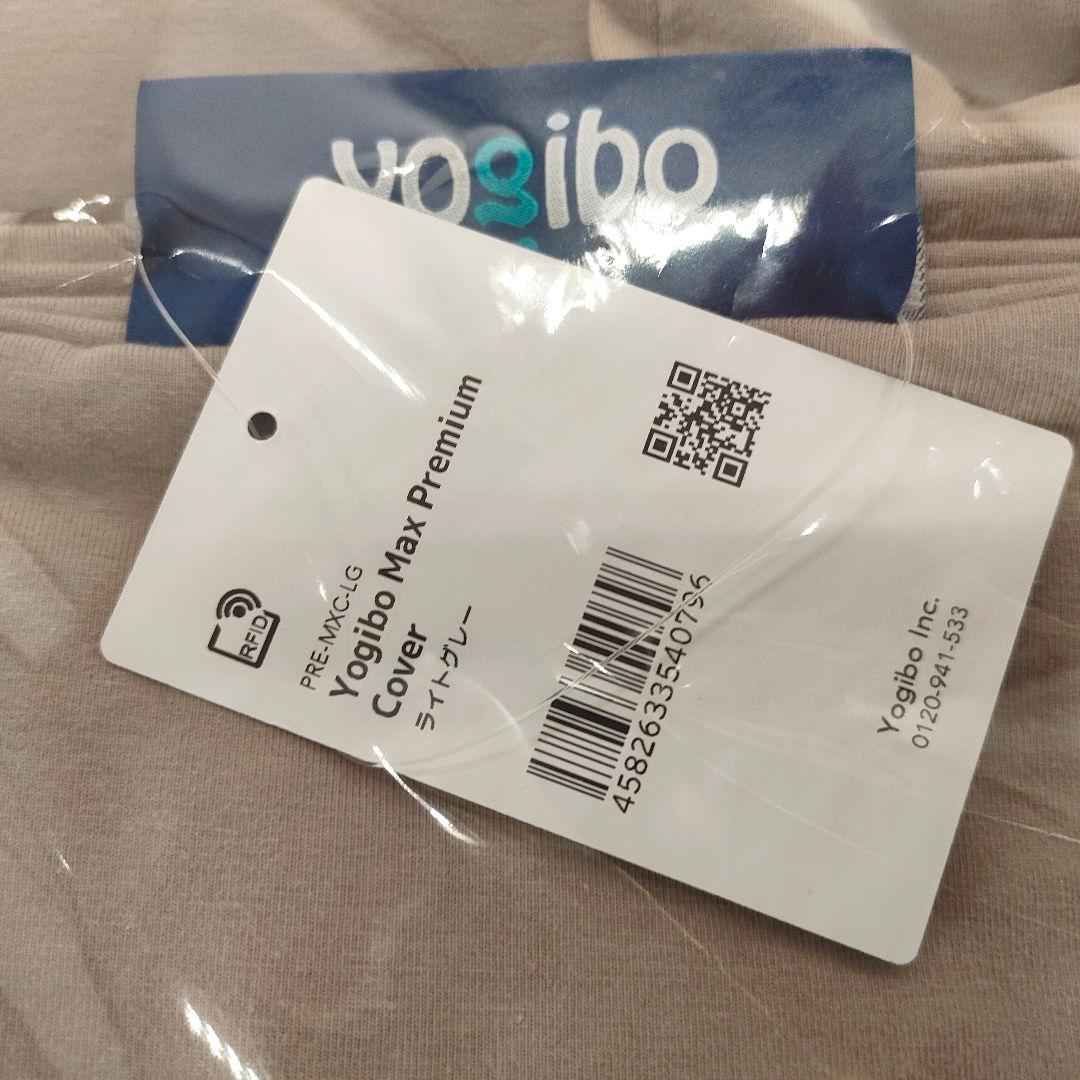 yogibo
RFID
PRE-MXC-LG
Yogibo Max Premium
Cover
ライトグレー
4582633540796
Yogibo Inc.
0120-941-533